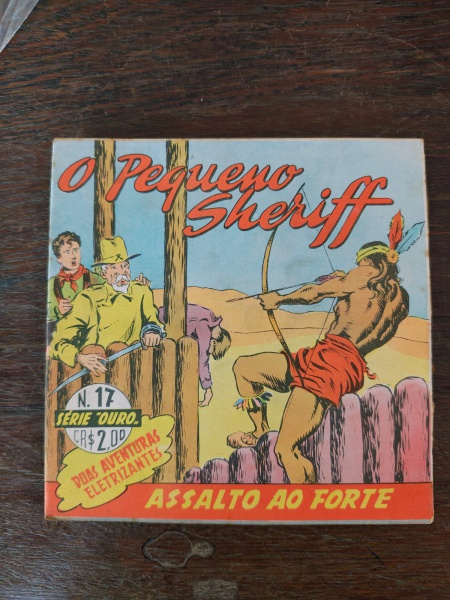 O Pequeno
Sheriff
N. 17
SÉRIE "OURO"..
CR$ 2,00
DUAS AVENTURAS
ELETRIZANTES
ASSALTO AO FORTE